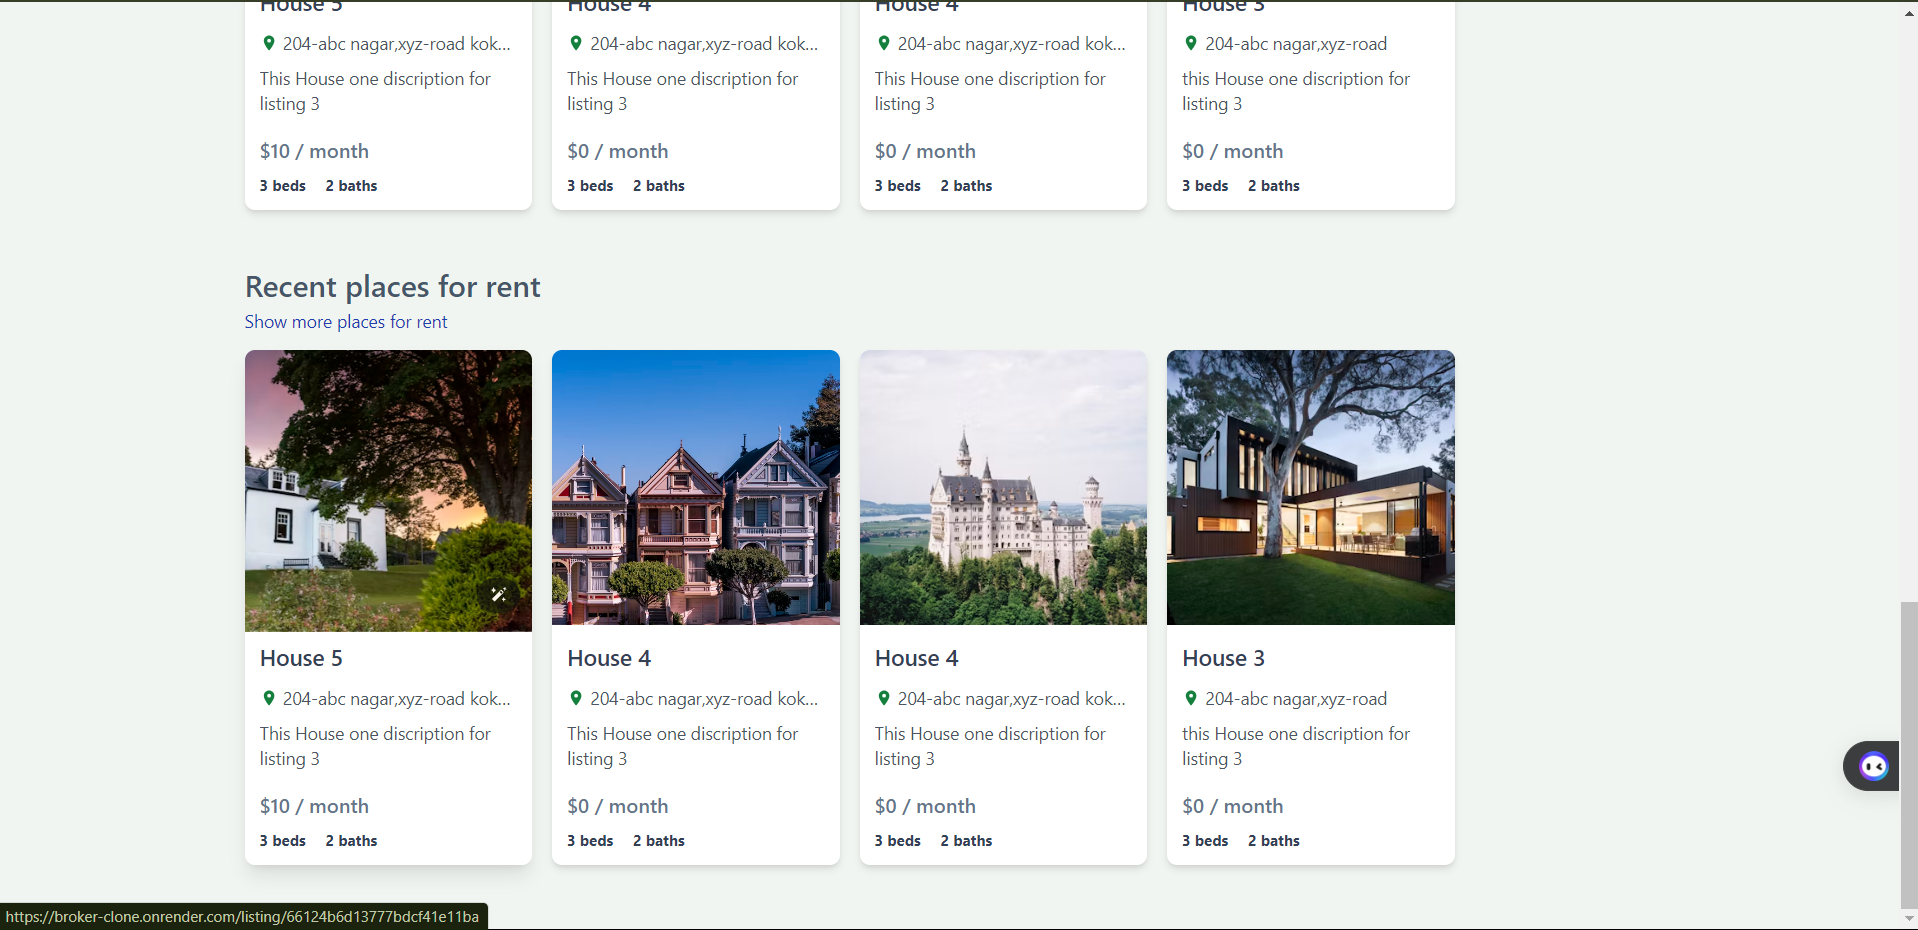 House 5
House 4
House 4
House 3
204-abc nagar,xyz-road kok...
204-abc nagar,xyz-road kok...
204-abc nagar,xyz-road kok...
204-abc nagar,xyz-road
This House one discription for
listing 3
This House one discription for
listing 3
This House one discription for
listing 3
this House one discription for
listing 3
$10 / month
$0 / month
$0 / month
$0 / month
3 beds 2 baths
3 beds 2 baths
3 beds 2 baths
3 beds 2 baths
Recent places for rent
Show more places for rent
House 5
House 4
House 4
House 3
204-abc nagar,xyz-road kok...
204-abc nagar,xyz-road kok...
204-abc nagar,xyz-road kok...
204-abc nagar,xyz-road
This House one discription for
listing 3
This House one discription for
listing 3
This House one discription for
listing 3
this House one discription for
listing 3
$10 / month
$0 / month
$0 / month
$0 / month
3 beds 2 baths
3 beds 2 baths
3 beds 2 baths
3 beds 2 baths
https://broker-clone.onrender.com/listing/66124b6d13777bdcf41e11ba